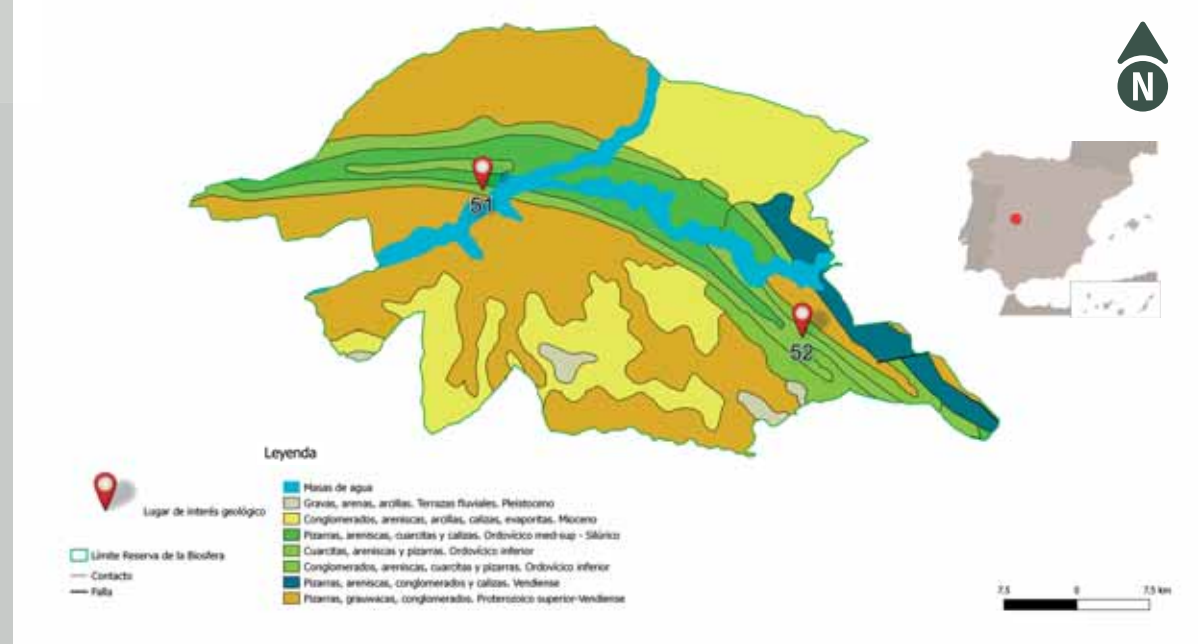 N
51
52
Leyenda
Lugar de interés geológico
Límite Reserva de la Biosfera
Contacto
Falla
Masas de agua
Gravas, arenas, arcillas. Terrazas fluviales. Pleistoceno
Conglomerados, areniscas, arcillas, calizas, evaporitas. Mioceno
Pizarras, areniscas, cuarcitas y calizas. Ordovícico med-sup - Silúrico
Cuarcitas, areniscas y pizarras. Ordovícico inferior
Conglomerados, areniscas, cuarcitas y pizarras. Ordovícico inferior
Pizarras, areniscas, conglomerados y calizas. Vendiense
Pizarras, grauwacas, conglomerados. Proterozoico superior-Vendiense
7.5 0 7.5 km